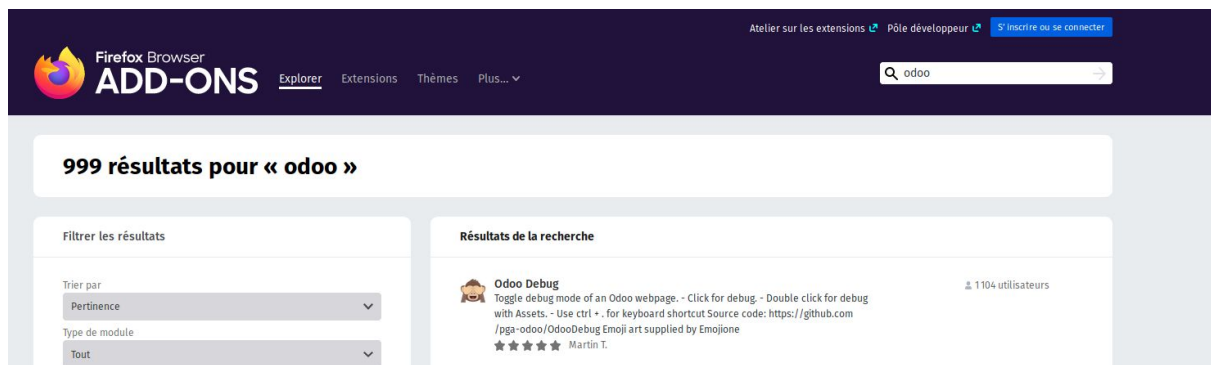 Atelier sur les extensions Pôle développeur S'inscrire ou se connecter
Firefox Browser
ADD-ONS Explorer Extensions Thèmes Plus... odoo
999 résultats pour « odoo »
Filtrer les résultats
Trier par
Pertinence
Type de module
Tout
Résultats de la recherche
Odoo Debug 1 104 utilisateurs
Toggle debug mode of an Odoo webpage. - Click for debug. - Double click for debug
with Assets. - Use ctrl + . for keyboard shortcut Source code: https://github.com
/pga-odoo/OdooDebug Emoji art supplied by Emojione
Martin T.